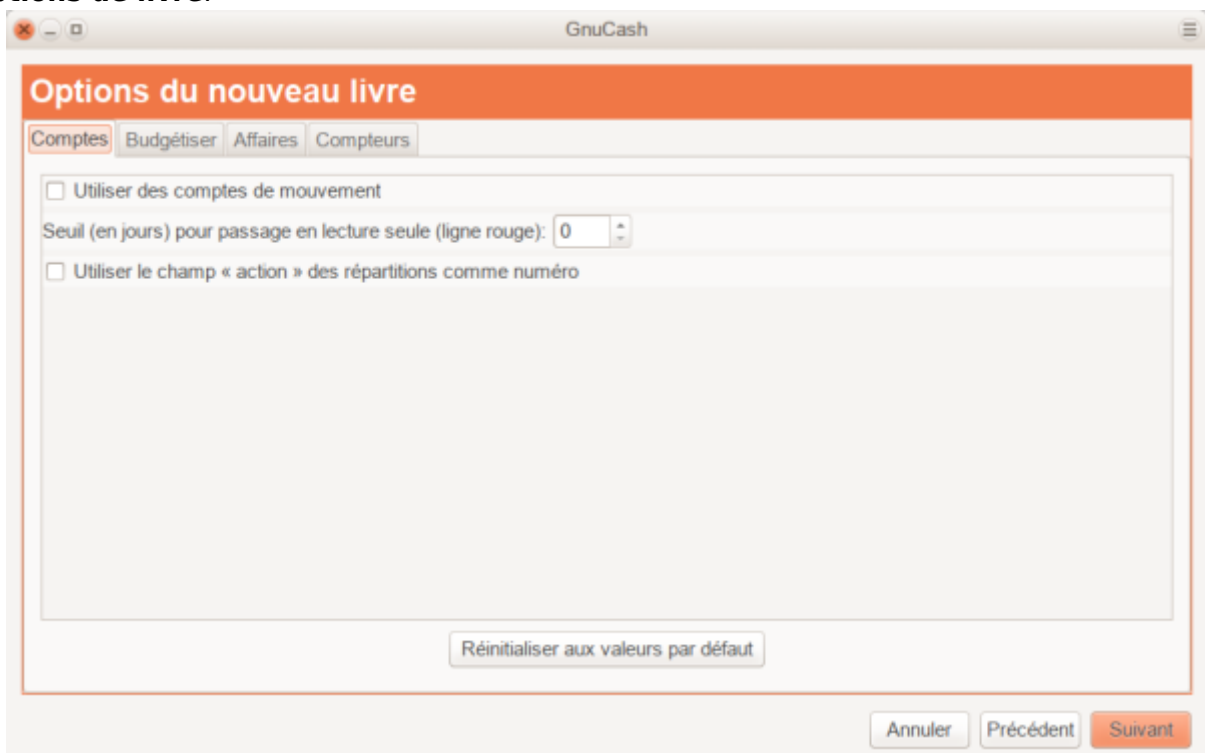 GnuCash
Options du nouveau livre
Comptes Budgétiser Affaires Compteurs
Utiliser des comptes de mouvement
Seuil (en jours) pour passage en lecture seule (ligne rouge): 0
Utiliser le champ « action » des répartitions comme numéro
Réinitialiser aux valeurs par défaut
Annuler Précédent Suivant